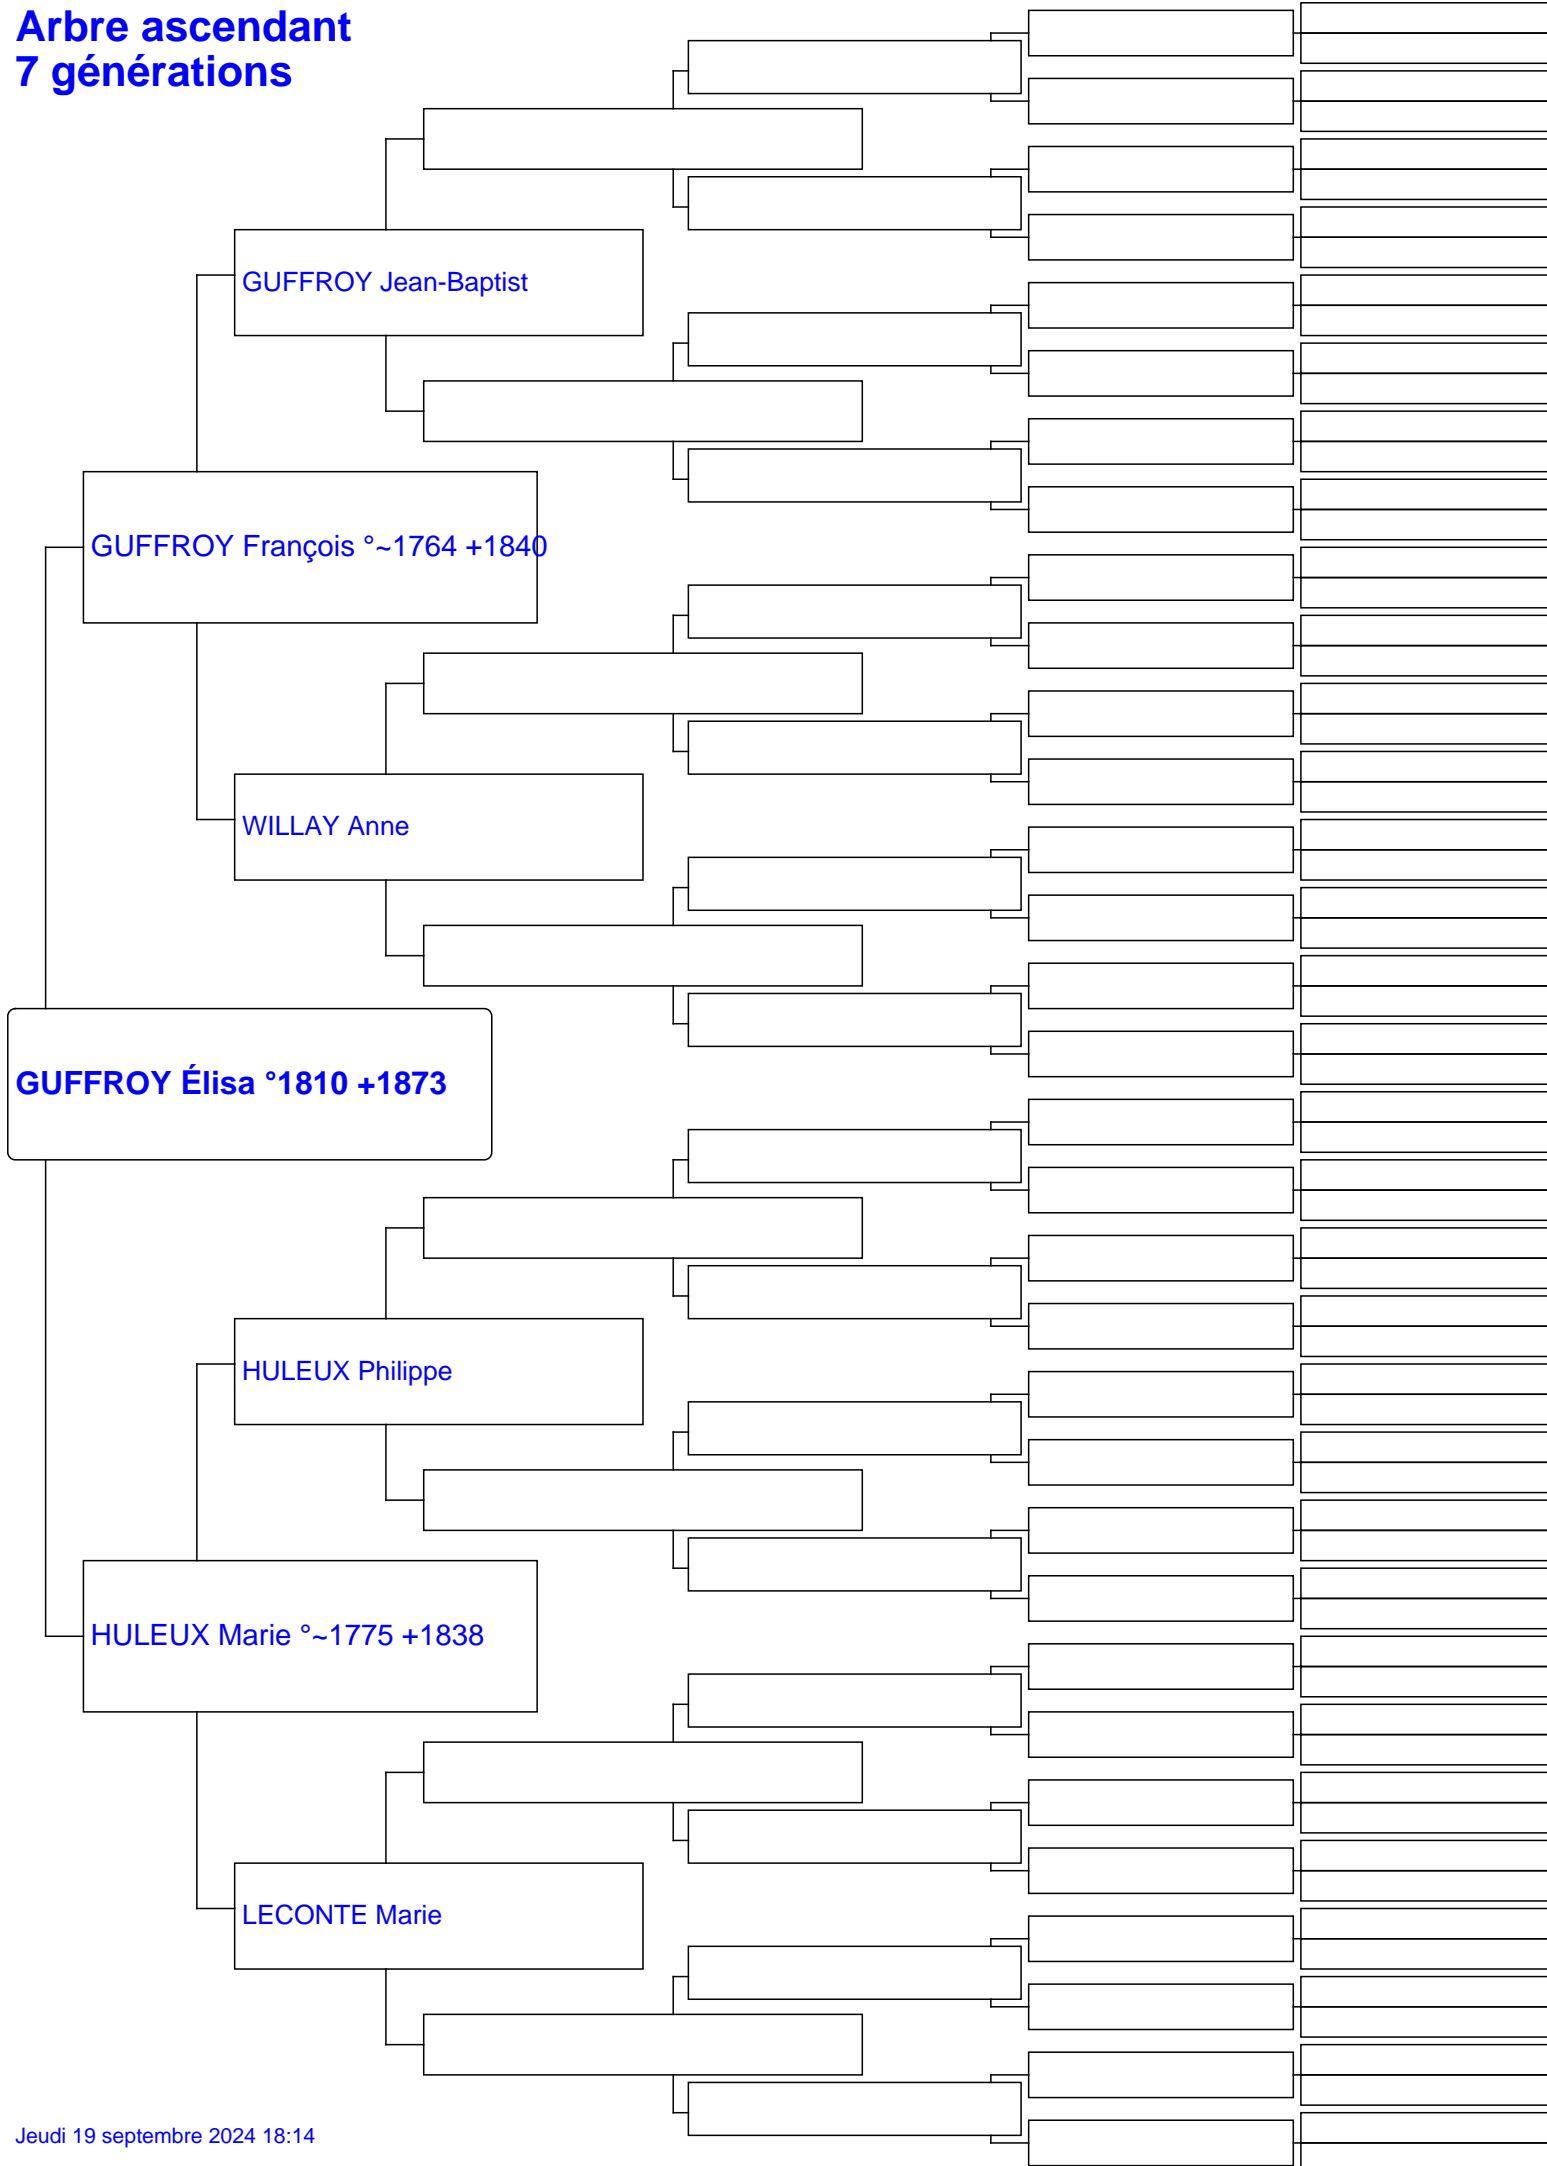 Arbre ascendant
7 générations
GUFFROY Jean-Baptist
GUFFROY François °~1764 +1840
WILLAY Anne
GUFFROY Élisa °1810 +1873
HULEUX Philippe
HULEUX Marie °~1775 +1838
LECONTE Marie
Jeudi 19 septembre 2024 18:14